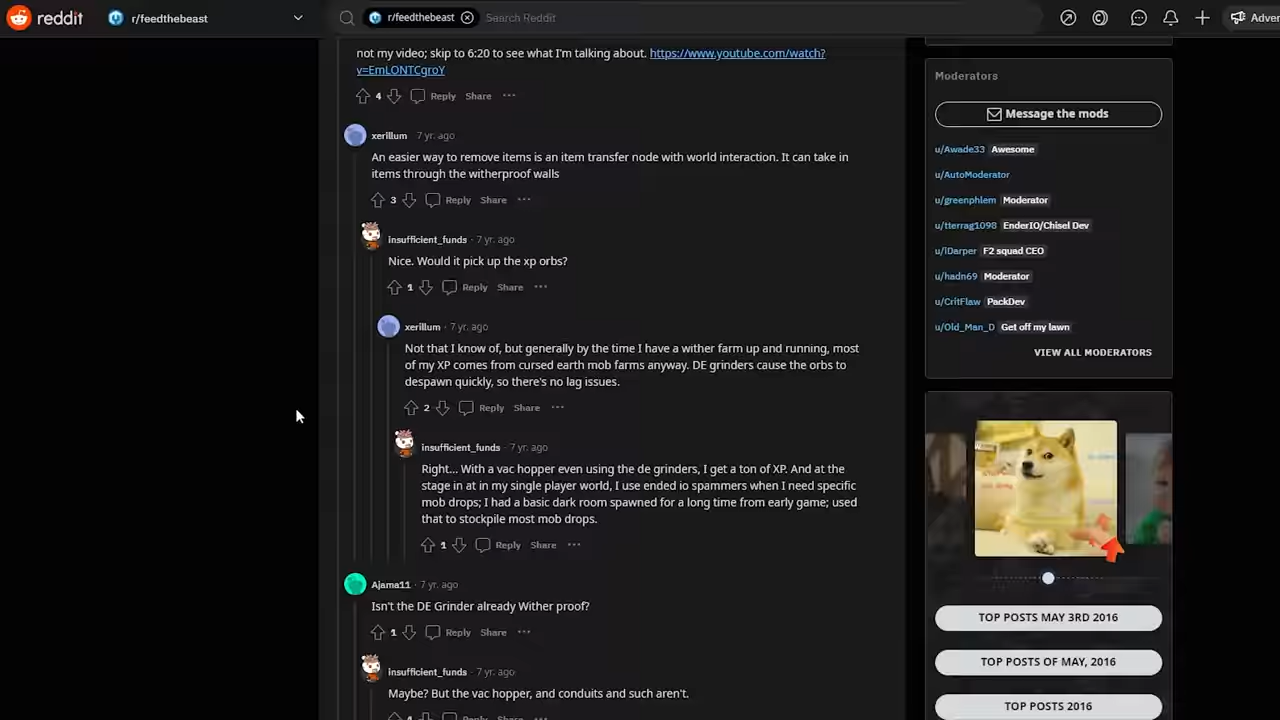 reddit
r/feedthebeast
r/feedthebeast
Search Reddit
Adver
not my video; skip to 6:20 to see what I'm talking about. https://www.youtube.com/watch?
v=EmLONTCgroY
4 Reply Share ···
xerillum · 7 yr. ago
An easier way to remove items is an item transfer node with world interaction. It can take in
items through the witherproof walls
3 Reply Share ···
insufficient_funds · 7 yr. ago
Nice. Would it pick up the xp orbs?
1 Reply Share ···
xerillum · 7 yr. ago
Not that I know of, but generally by the time I have a wither farm up and running, most
of my XP comes from cursed earth mob farms anyway. DE grinders cause the orbs to
despawn quickly, so there's no lag issues.
2 Reply Share ···
insufficient_funds · 7 yr. ago
Right... With a vac hopper even using the de grinders, I get a ton of XP. And at the
stage in at in my single player world, I use ended io spammers when I need specific
mob drops; I had a basic dark room spawned for a long time from early game; used
that to stockpile most mob drops.
1 Reply Share ···
Ajama11 · 7 yr. ago
Isn't the DE Grinder already Wither proof?
1 Reply Share ···
insufficient_funds · 7 yr. ago
Maybe? But the vac hopper, and conduits and such aren't.
1 Reply Share ···
Moderators
Message the mods
u/Awade33 Awesome
u/AutoModerator
u/greenphlem Moderator
u/tterrag1098 EnderIO/Chisel Dev
u/iDarper F2 squad CEO
u/hadn69 Moderator
u/CritFlaw PackDev
u/Old_Man_D Get off my lawn
VIEW ALL MODERATORS
TOP POSTS MAY 3RD 2016
TOP POSTS OF MAY, 2016
TOP POSTS 2016